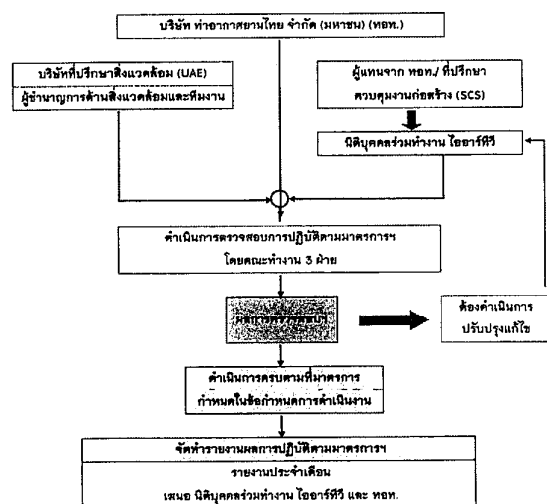 บริษัท ท่าอากาศยานไทย จำกัด (มหาชน) (ทอท.)
บริษัทที่ปรึกษาสิ่งแวดล้อม (UAE)
ผู้ชำนาญการด้านสิ่งแวดล้อมและทีมงาน
ผู้แทนจาก ทอท./ ที่ปรึกษา
ควบคุมงานก่อสร้าง (SCS)
นิติบุคคลร่วมทำงาน ไออาร์ทีวี
ดำเนินการตรวจสอบการปฏิบัติตามมาตรการฯ
โดยคณะทำงาน 3 ฝ่าย
ผลการตรวจสอบฯ
ต้องดำเนินการ
ปรับปรุงแก้ไข
ดำเนินการครบตามที่มาตรการ
กำหนดในข้อกำหนดการดำเนินงาน
จัดทำรายงานผลการปฏิบัติตามมาตรการฯ
รายงานประจำเดือน
เสนอ นิติบุคคลร่วมทำงาน ไออาร์ทีวี และ ทอท.